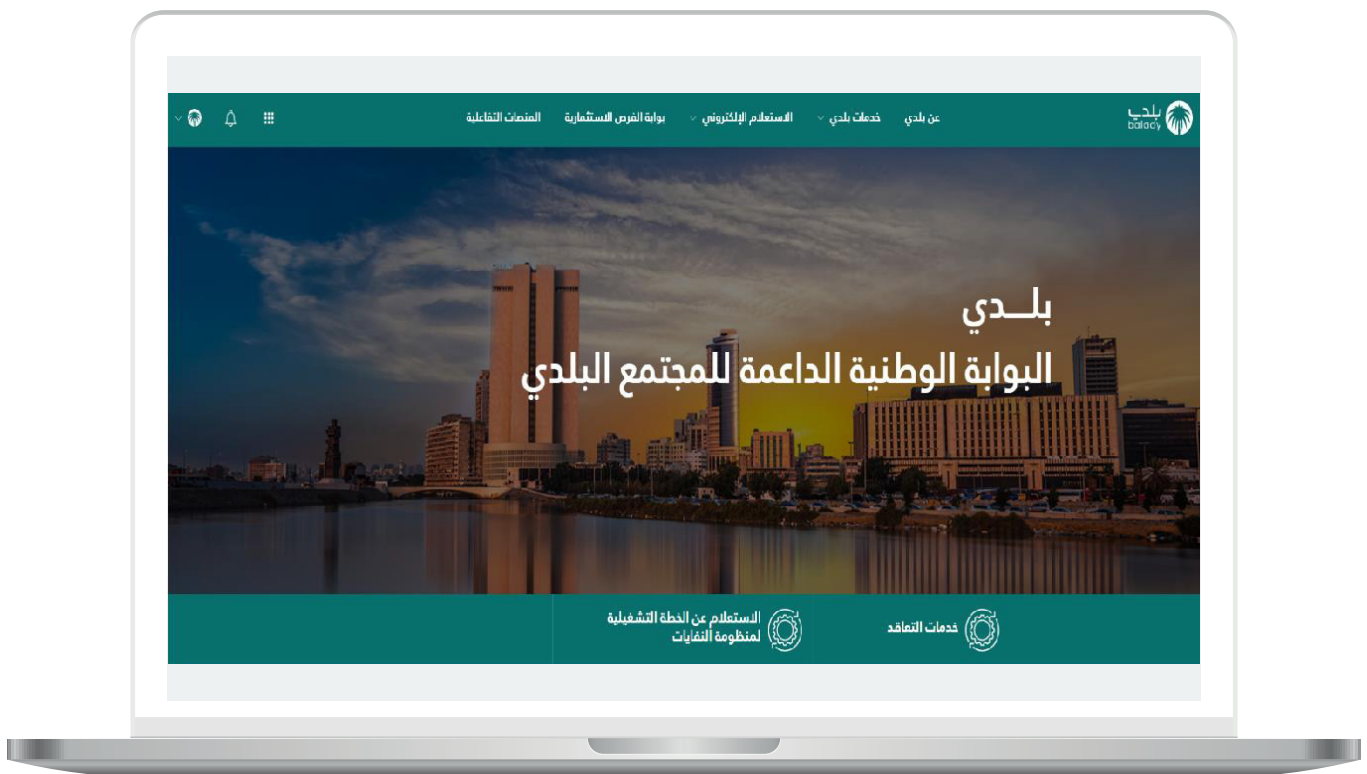 بلدي
balady
عن بلدي
خدمات بلدي
الاستعلام الإلكتروني
بوابة الفرص الاستثمارية
المنصات التفاعلية
بلـــدي
البوابة الوطنية الداعمة للمجتمع البلدي
خدمات التعاقد
الاستعلام عن الخطة التشغيلية
لمنظومة النفايات